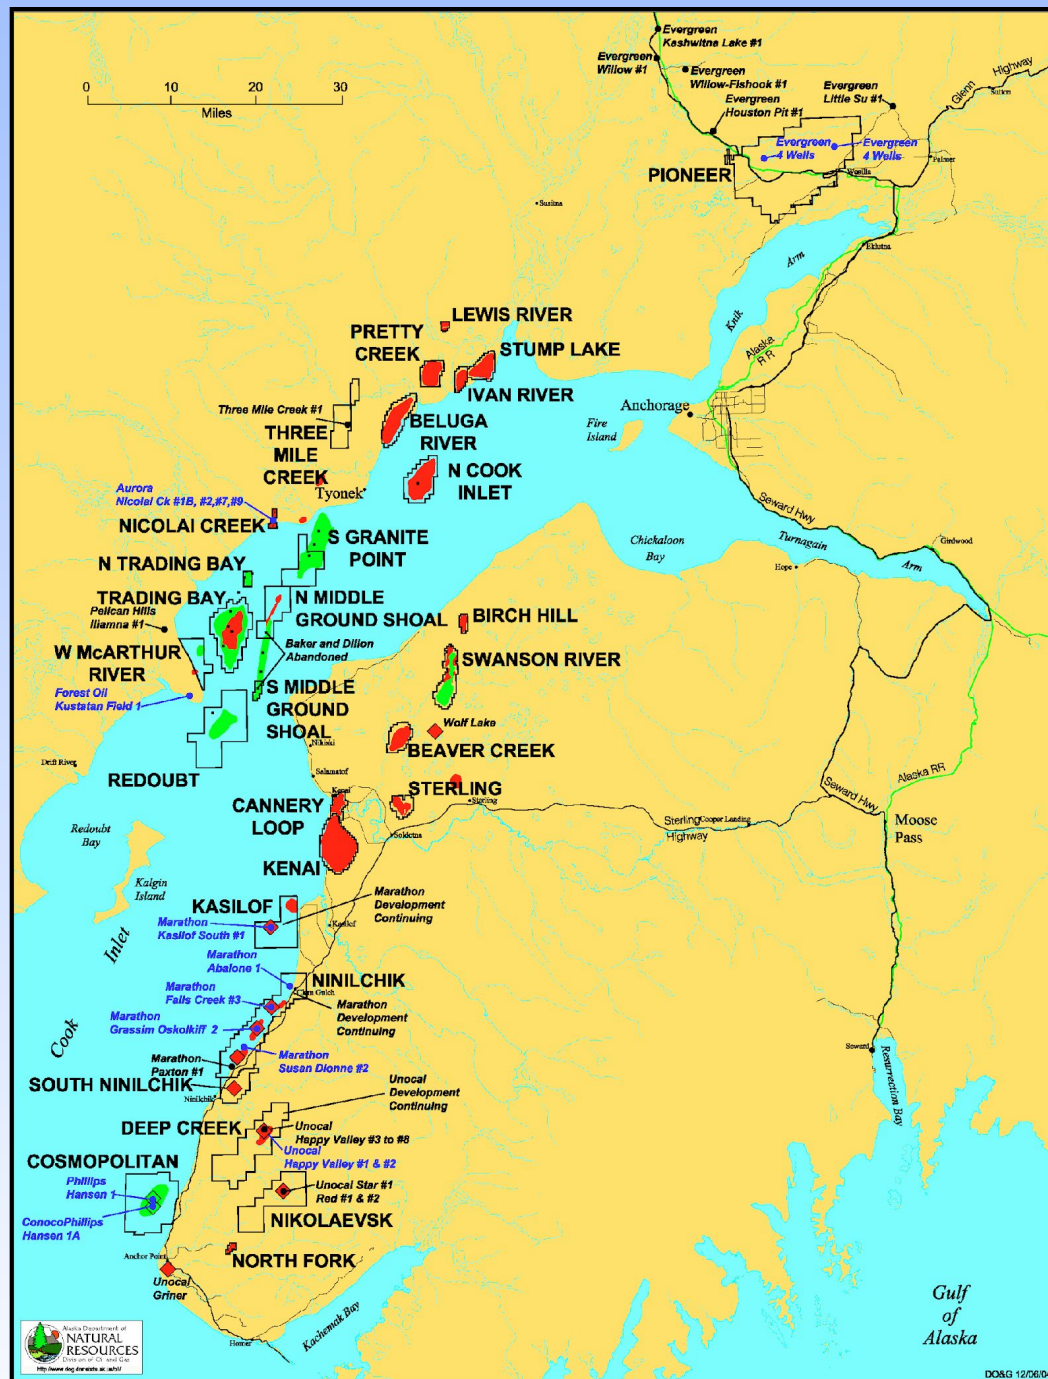 Evergreen
Kashwitna Lake #1
Evergreen
Willow #1
Evergreen
Willow-Fishook #1
Evergreen
Houston Pit #1
Evergreen
Little Su #1
Glenn
Highway
Sutton
0 10 20 30
Miles
Evergreen
4 Wells
Evergreen
4 Wells
PIONEER
Palmer
Wasilla
Susitna
Eklutna
Knik
Arm
Alaska
RR
LEWIS RIVER
PRETTY
CREEK
STUMP LAKE
IVAN RIVER
Three Mile Creek #1
THREE
MILE
CREEK
BELUGA
RIVER
Anchorage
Fire
Island
N COOK
INLET
Tyonek
Aurora
Nicolai Ck #1B, #2,#7,#9
NICOLAI CREEK
S GRANITE
POINT
Seward Hwy
Chickaloon
Bay
Turnagain
Arm
Girdwood
Hope
N TRADING BAY
TRADING BAY
Pelican Hills
Iliamna #1
N MIDDLE
GROUND SHOAL
BIRCH HILL
Baker and Dillon
Abandoned
W McARTHUR
RIVER
SWANSON RIVER
Forest Oil
Kustatan Field 1
S MIDDLE
GROUND
SHOAL
Wolf Lake
BEAVER CREEK
Nikiski
Drift River
REDOUBT
Salamatof
Alaska RR
Seward Hwy
CANNERY
LOOP
Kenai
STERLING
Sterling
Sterling
Highway
Cooper Landing
Moose
Pass
Redoubt
Bay
Soldotna
KENAI
Kalgin
Island
KASILOF
Marathon
Development
Continuing
Marathon
Kasilof South #1
Kasilof
Cook
Inlet
Marathon
Abalone 1
NINILCHIK
Clam Gulch
Marathon
Falls Creek #3
Marathon
Development
Continuing
Marathon
Grassim Oskolkiff 2
Marathon
Paxton #1
Marathon
Susan Dionne #2
Seward
Resurrection Bay
SOUTH NINILCHIK
Ninilchik
Unocal
Development
Continuing
DEEP CREEK
Unocal
Happy Valley #3 to #8
Unocal
Happy Valley #1 & #2
COSMOPOLITAN
Phillips
Hansen 1
ConocoPhillips
Hansen 1A
Unocal Star #1
Red #1 & #2
NIKOLAEVSK
Anchor Point
NORTH FORK
Unocal
Griner
Homer
Kachemak Bay
Gulf
of
Alaska
Alaska Department of
NATURAL
RESOURCES
Division of Oil and Gas
DO&G 12/06/04